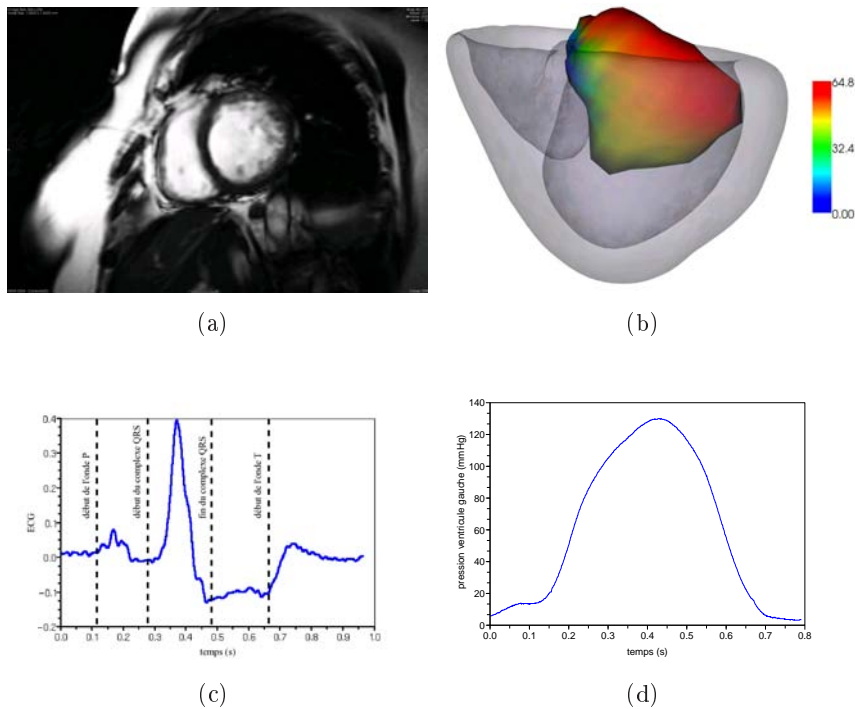 64.8
32.4
0.00
(a)
(b)
0.4
0.3
0.2
0.1
0.0
-0.1
-0.2
ECG
début de l'onde P
début du complexe QRS
fin du complexe QRS
début de l'onde T
0.0 0.1 0.2 0.3 0.4 0.5 0.6 0.7 0.8 0.9 1.0
temps (s)
(c)
140
120
100
80
60
40
20
0
pression ventricule gauche (mmHg)
0.0 0.1 0.2 0.3 0.4 0.5 0.6 0.7 0.8
temps (s)
(d)